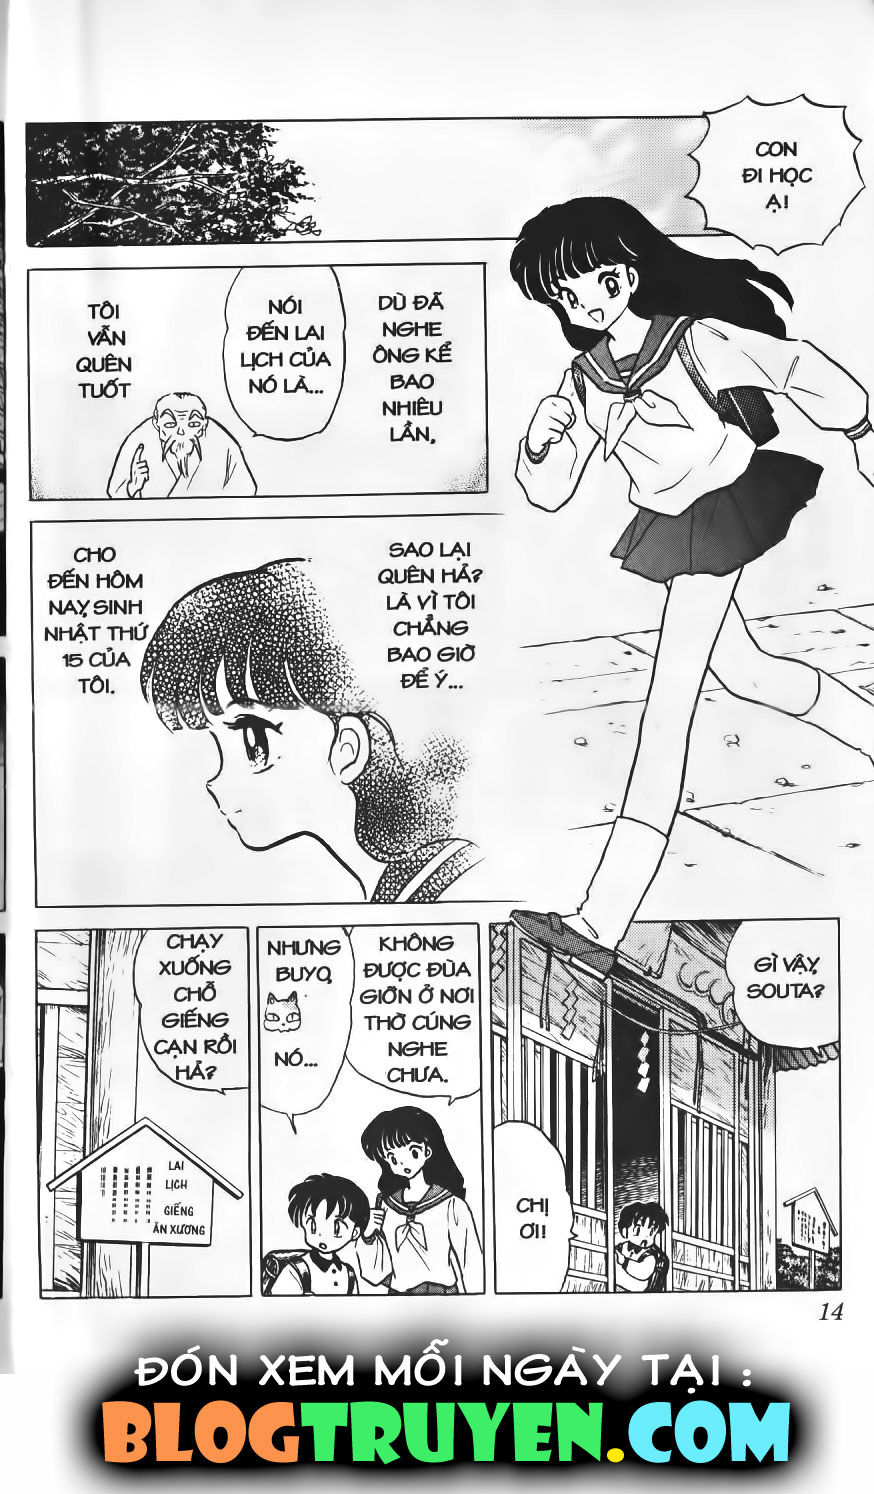 CON
ĐI HỌC
Ạ!
DÙ ĐÃ
NGHE
ÔNG KỂ
BAO
NHIÊU
LẦN,
NÓI
ĐẾN LAI
LỊCH CỦA
NÓ LÀ...
TÔI
VẪN
QUÊN
TUỐT
SAO LẠI
QUÊN HẢ?
LÀ VÌ TÔI
CHẲNG
BAO GIỜ
ĐỂ Ý...
CHO
ĐẾN HÔM
NAY, SINH
NHẬT THỨ
15 CỦA
TÔI.
GÌ VẬY,
SOUTA?
CHỊ
ƠI!
KHÔNG
ĐƯỢC ĐÙA
GIỠN Ở NƠI
THỜ CÚNG
NGHE
CHƯA.
NHƯNG
BUYO,
NÓ...
CHẠY
XUỐNG
CHỖ
GIẾNG
CẠN RỒI
HẢ?
LAI
LỊCH
GIẾNG
ĂN XƯƠNG
14
ĐÓN XEM MỖI NGÀY TẠI :
BLOGTRUYEN.COM